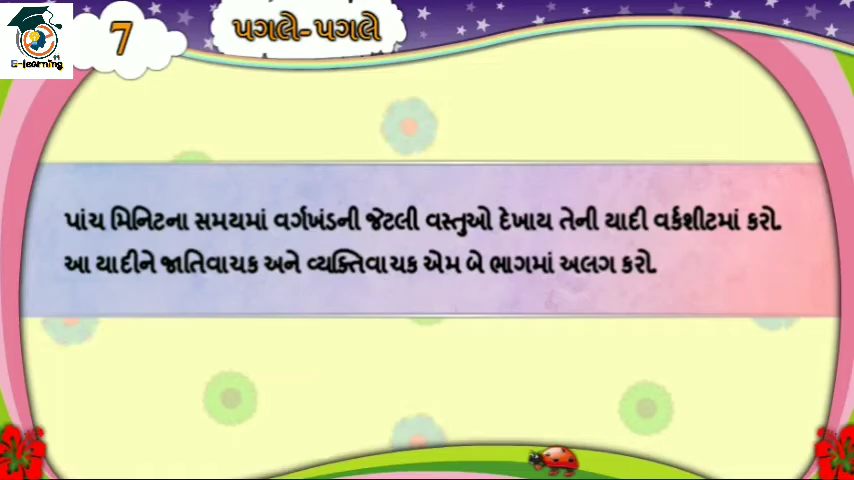 E-learning
7
પગલે-પગલે
પાંચ મિનિટના સમયમાં વર્ગખંડની જેટલી વસ્તુઓ દેખાય તેની યાદી વર્કશીટમાં કરો.
આ યાદીને જાતિવાચક અને વ્યક્તિવાચક એમ બે ભાગમાં અલગ કરો.